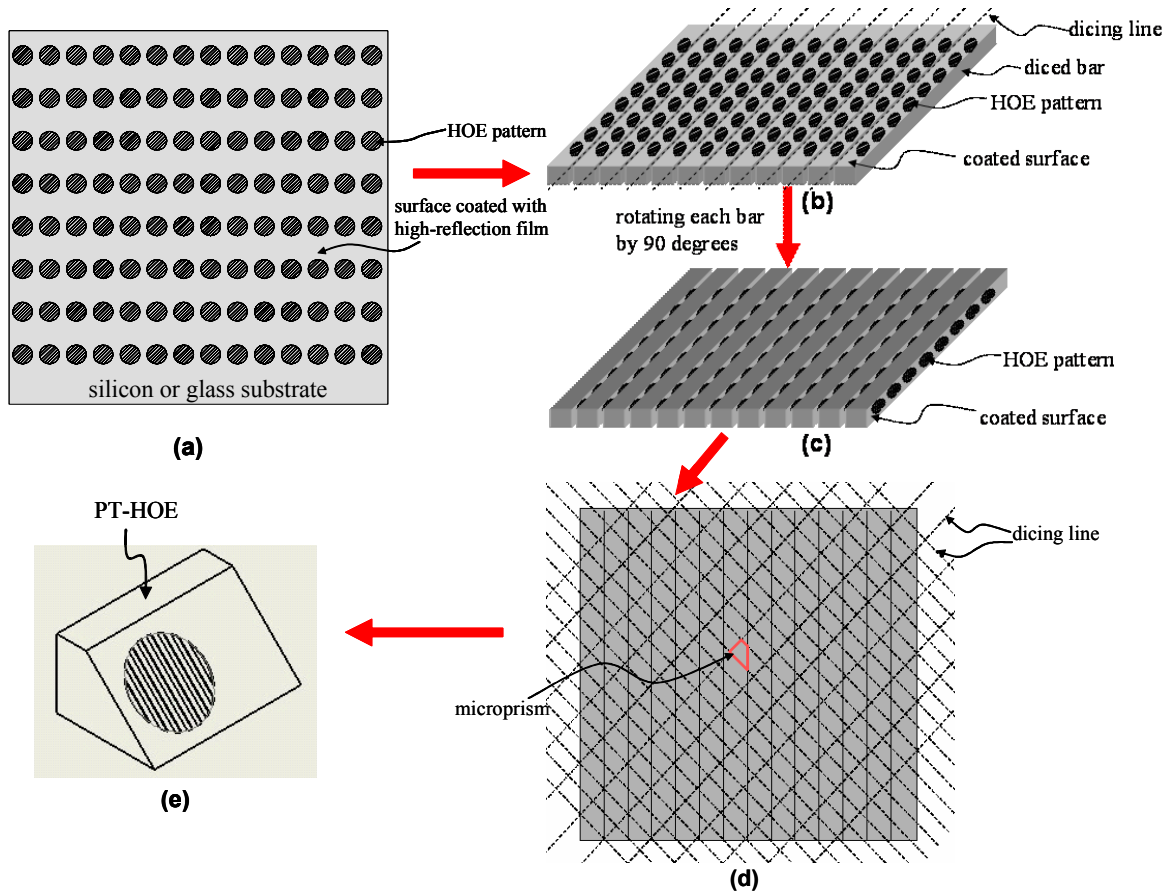 HOE pattern
surface coated with
high-reflection film
silicon or glass substrate
(a)
dicing line
diced bar
HOE pattern
coated surface
(b)
rotating each bar
by 90 degrees
HOE pattern
coated surface
(c)
dicing line
microprism
(d)
PT-HOE
(e)